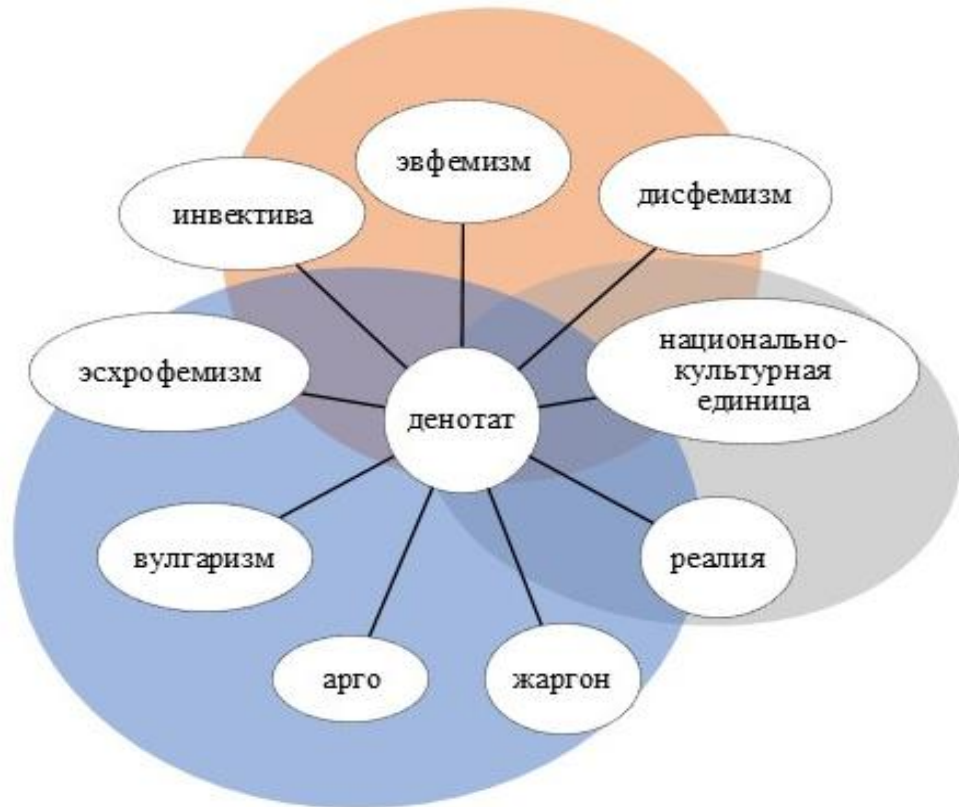 эвфемизм
дисфемизм
инвектива
национально-
культурная
единица
эсхрофемизм
денотат
вулгаризм
реалия
арго
жаргон